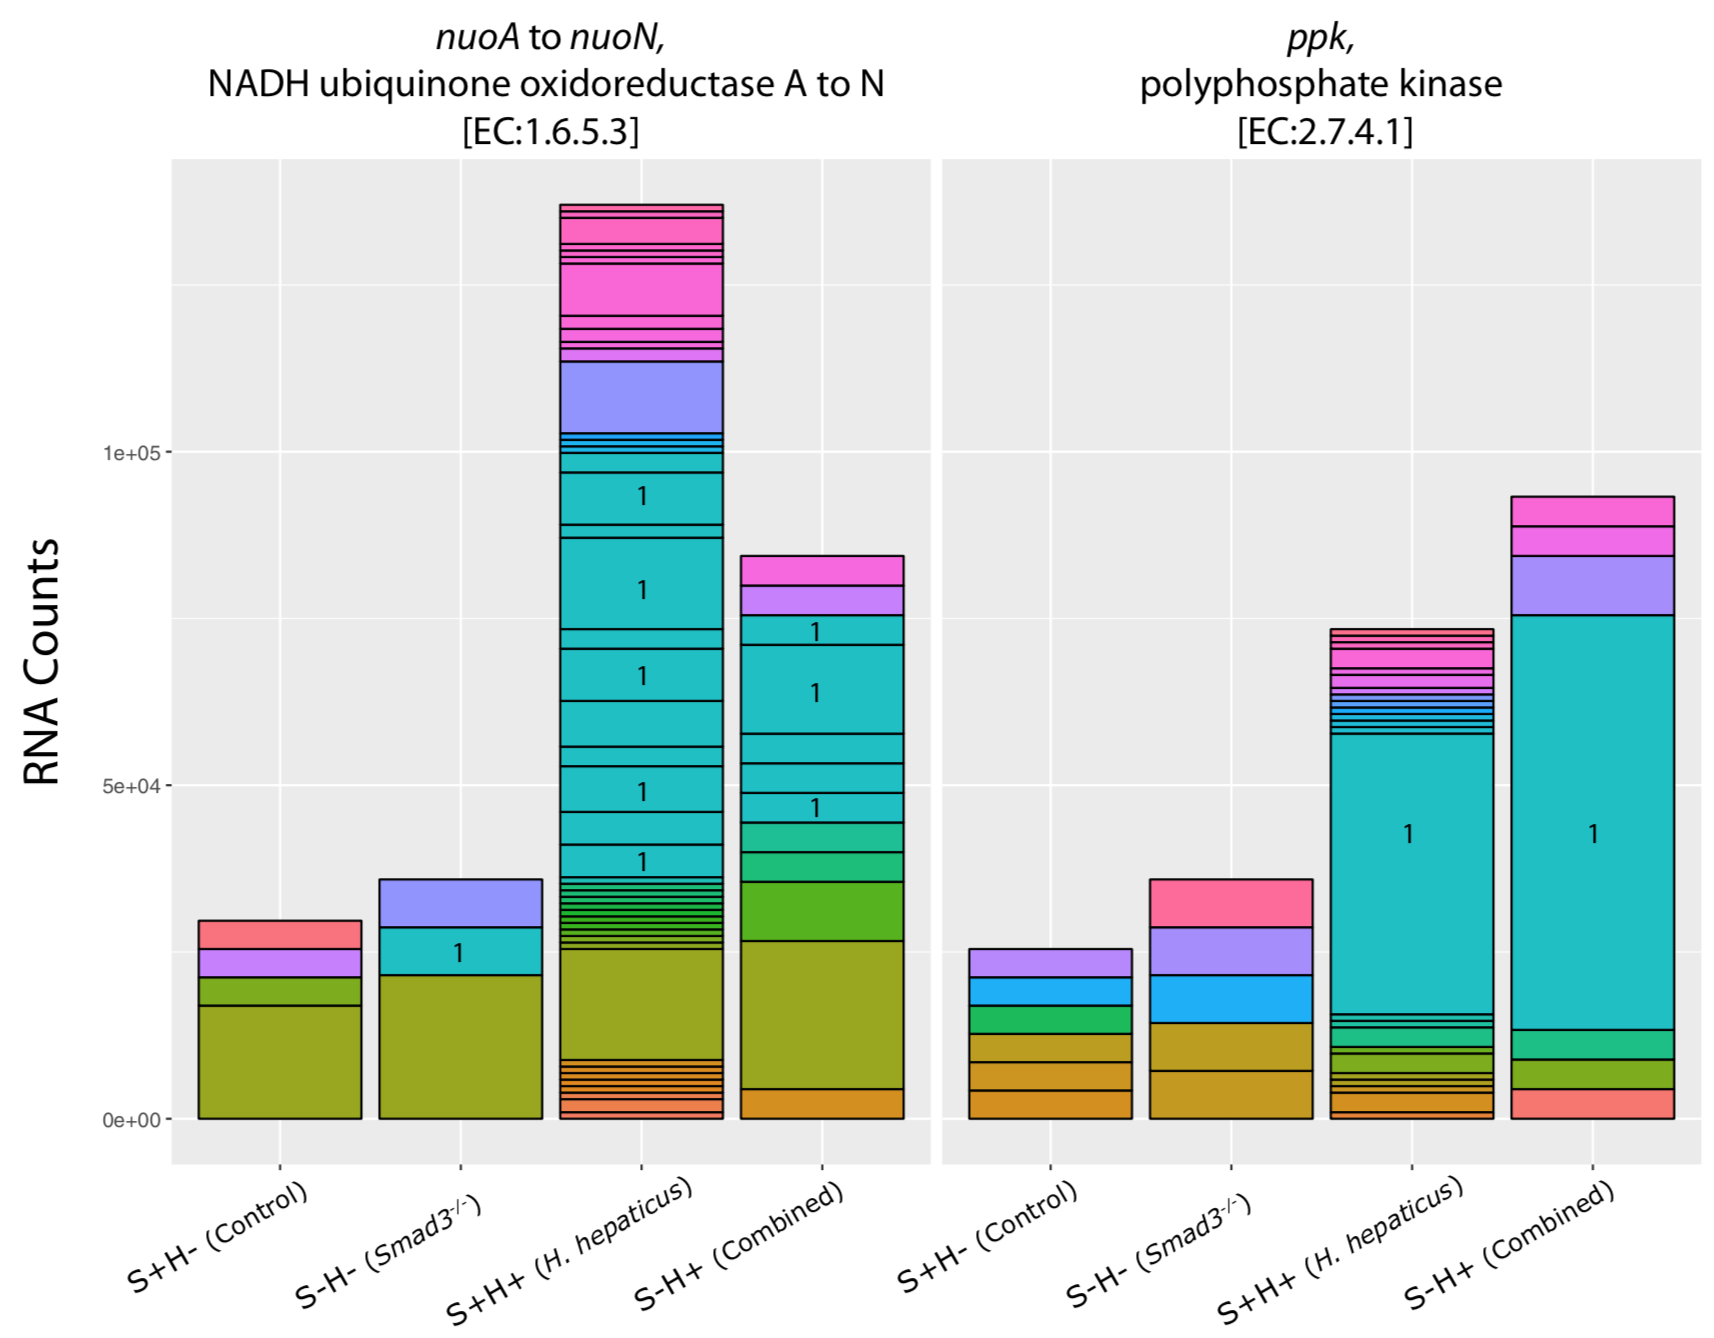 nuoA to nuoN,
NADH ubiquinone oxidoreductase A to N
[EC:1.6.5.3]
ppk,
polyphosphate kinase
[EC:2.7.4.1]
RNA Counts
1e+05
5e+04
0e+00
1
1
1
1
1
1
1
1
1
1
1
S+H- (Control)
S-H- (Smad3-/-)
S+H+ (H. hepaticus)
S-H+ (Combined)
S+H- (Control)
S-H- (Smad3-/-)
S+H+ (H. hepaticus)
S-H+ (Combined)